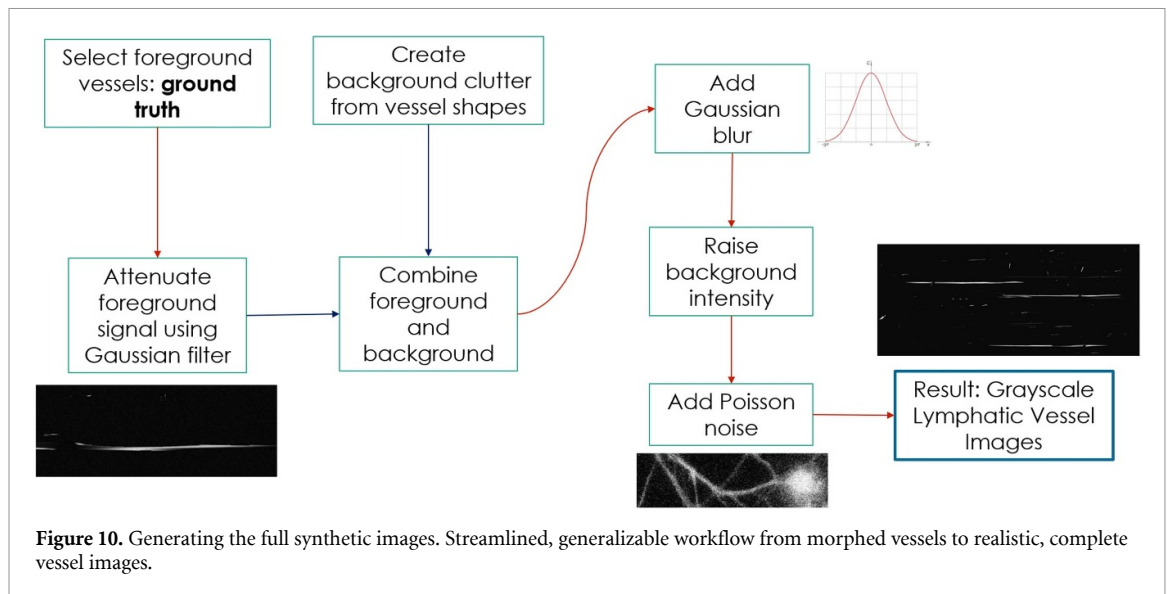 Select foreground
vessels: ground
truth
Create
background clutter
from vessel shapes
Attenuate
foreground
signal using
Gaussian filter
Combine
foreground
and
background
Add
Gaussian
blur
Raise
background
intensity
Add Poisson
noise
Result: Grayscale
Lymphatic Vessel
Images
Figure 10. Generating the full synthetic images. Streamlined, generalizable workflow from morphed vessels to realistic, complete
vessel images.